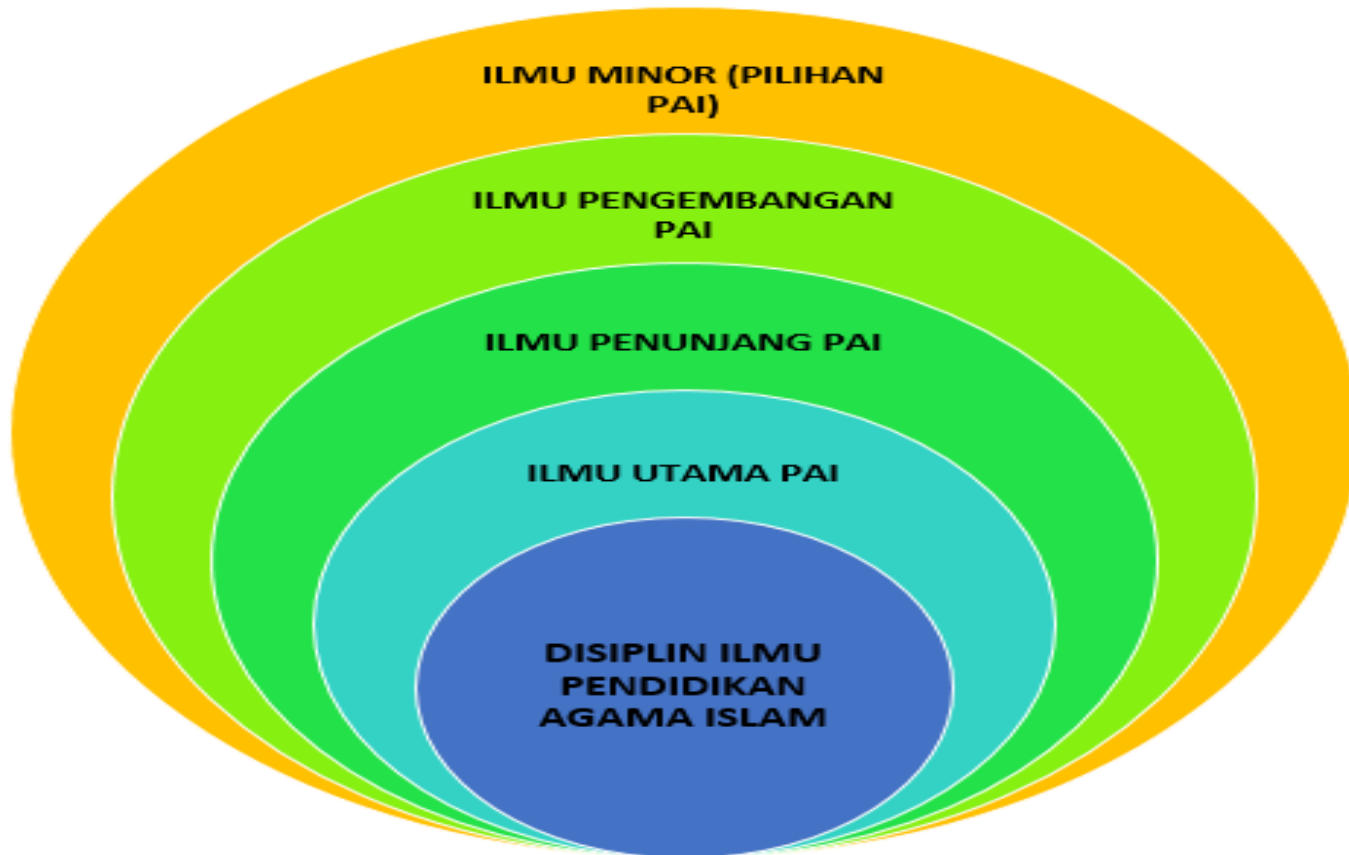 ILMU MINOR (PILIHAN
PAI)
ILMU PENGEMBANGAN
PAI
ILMU PENUNJANG PAI
ILMU UTAMA PAI
DISIPLIN ILMU
PENDIDIKAN
AGAMA ISLAM